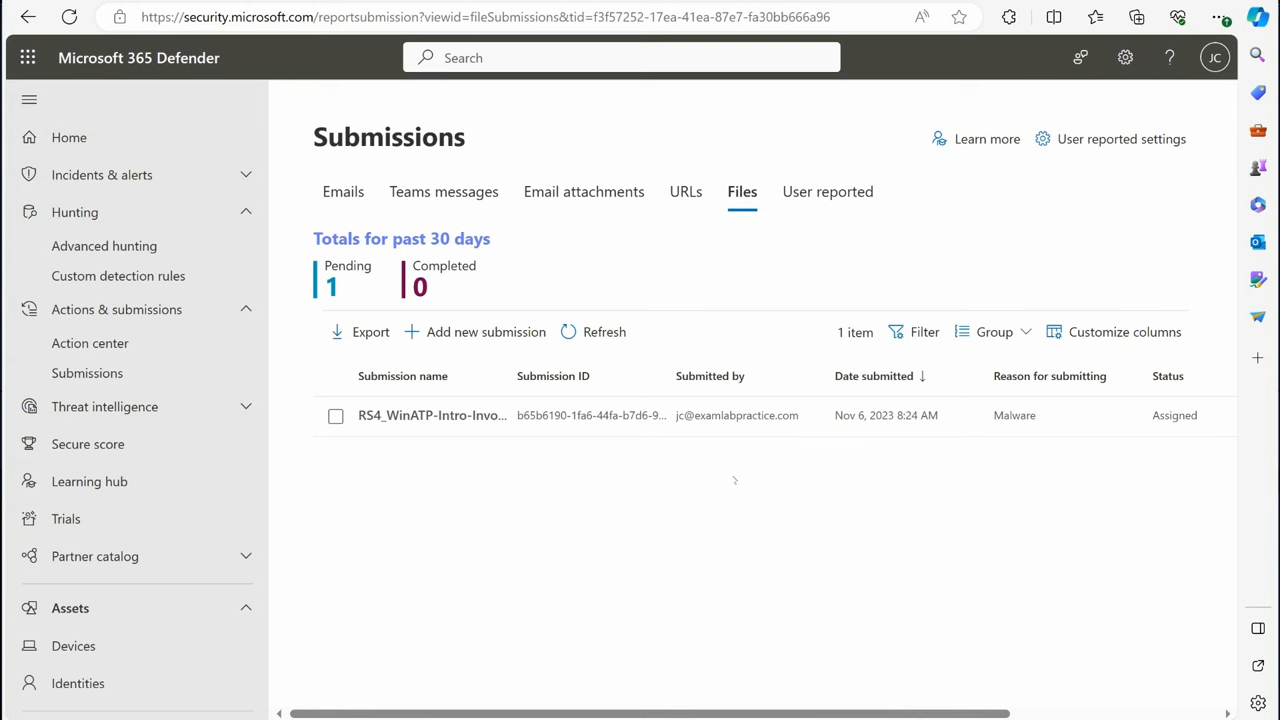 https://security.microsoft.com/reportsubmission?viewid=fileSubmissions&tid=f3f57252-17ea-41ea-87e7-fa30bb666a96
Microsoft 365 Defender
Search
JC
Home
Incidents & alerts
Hunting
Advanced hunting
Custom detection rules
Actions & submissions
Action center
Submissions
Threat intelligence
Secure score
Learning hub
Trials
Partner catalog
Assets
Devices
Identities
Submissions
Learn more
User reported settings
Emails Teams messages Email attachments URLs Files User reported
Totals for past 30 days
Pending Completed
1 0
Export Add new submission Refresh 1 item Filter Group Customize columns
Submission name Submission ID Submitted by Date submitted ↓ Reason for submitting Status
RS4_WinATP-Intro-Invo... b65b6190-1fa6-44fa-b7d6-9... jc@examlabpractice.com Nov 6, 2023 8:24 AM Malware Assigned